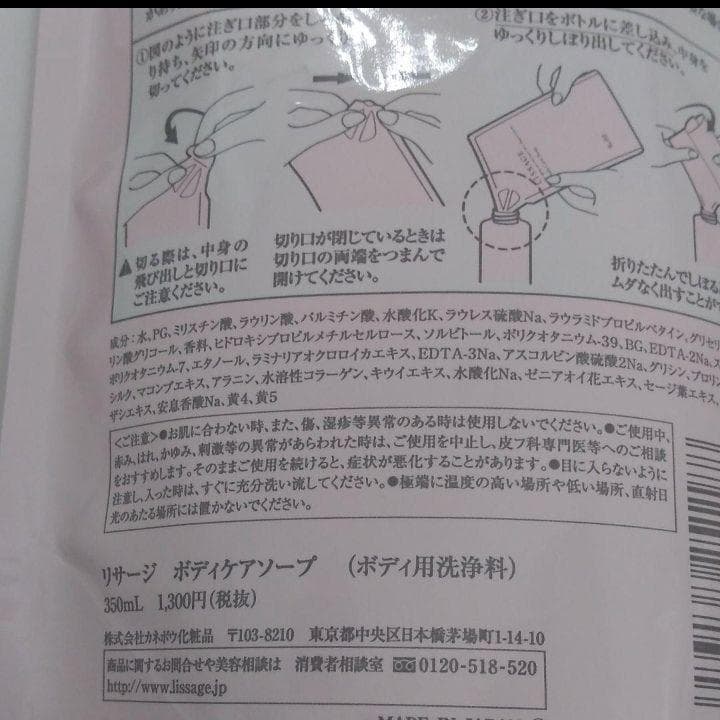 ①図のように注ぎ口部分をし
り持ち、矢印の方向にゆっく
切ってください。
②注ぎ口をボトルに差し込み、中身を
ゆっくりしぼり出してください。
LISSAGE
▲切る際は、中身の
飛び出しと切り口に
ご注意ください。
切り口が閉じているときは
切り口の両端をつまんで
開けてください。
折りたたんでしぼる
ムダなく出すことが
成分：水、PG、ミリスチン酸、ラウリン酸、パルミチン酸、水酸化K、ラウレス硫酸Na、ラウラミドプロピルベタイン、グリセリ
リン酸グリコール、香料、ヒドロキシプロピルメチルセルロース、ソルビトール、ポリクオタニウム-39、BG、EDTA-2Na、ス
ポリクオタニウム-7、エタノール、ラミナリアオクロロイカエキス、EDTA-3Na、アスコルビン酸硫酸2Na、グリシン、プロリン
シルク、マコンブエキス、アラニン、水溶性コラーゲン、キウイエキス、水酸化Na、ゼニアオイ花エキス、セージ葉エキス、
ザシエキス、安息香酸Na、黄4、黄5
＜ご注意＞●お肌に合わない時、また、傷、湿疹等異常のある時は使用しないでください。●ご使用中、
赤み、はれ、かゆみ、刺激等の異常があらわれた時は、ご使用を中止し、皮フ科専門医等へのご相談
をおすすめします。そのままご使用を続けると、症状が悪化することがあります。●目に入らないように
注意し、入った時は、すぐに充分洗い流してください。●極端に温度の高い場所や低い場所、直射日
光のあたる場所には置かないでください。
リサージ　ボディケアソープ　（ボディ用洗浄料）
350mL　1,300円（税抜）
株式会社カネボウ化粧品　〒103-8210　東京都中央区日本橋茅場町1-14-10
商品に関するお問合せや美容相談は　消費者相談室　0120-518-520
http://www.lissage.jp